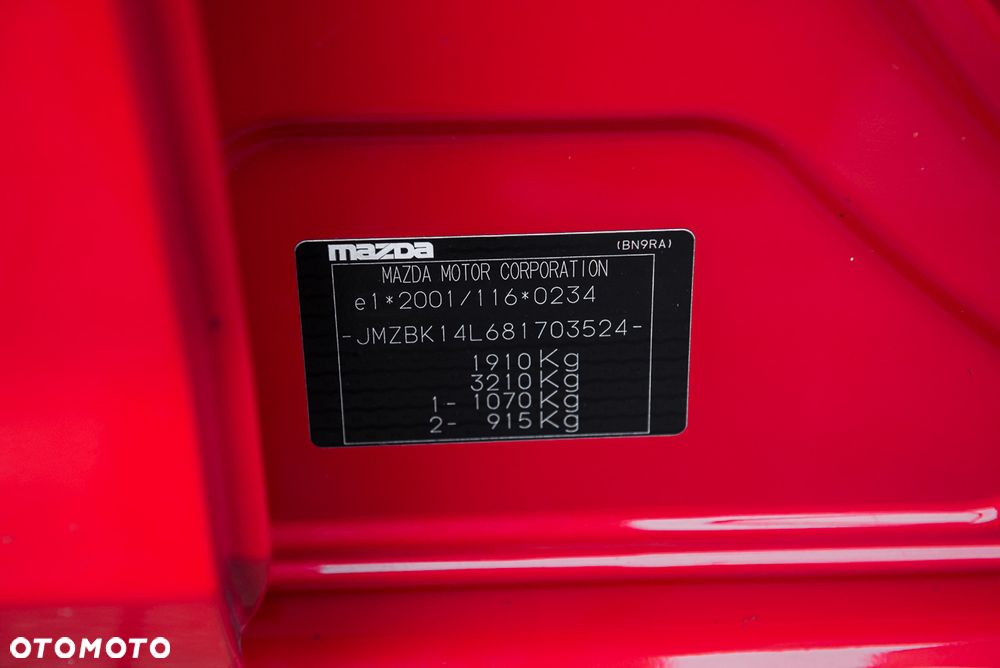 mazda (BN9RA)
MAZDA MOTOR CORPORATION
e1*2001/116*0234
-JMZBK14L681703524-
1910Kg
3210Kg
1- 1070Kg
2- 915Kg
OTOMOTO